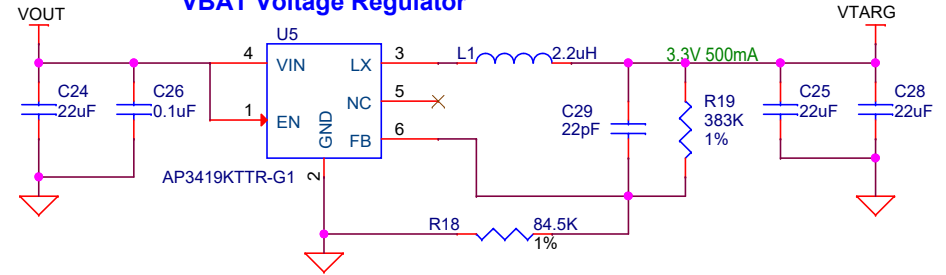 VBAT Voltage Regulator
VOUT
VTARG
U5
4
VIN
LX
3
L1
2.2uH
3.3V 500mA
C24
22uF
C26
0.1uF
NC
5
C29
22pF
R19
383K
1%
C25
22uF
C28
22uF
1
EN
GND
FB
6
AP3419KTTR-G1
2
R18
84.5K
1%